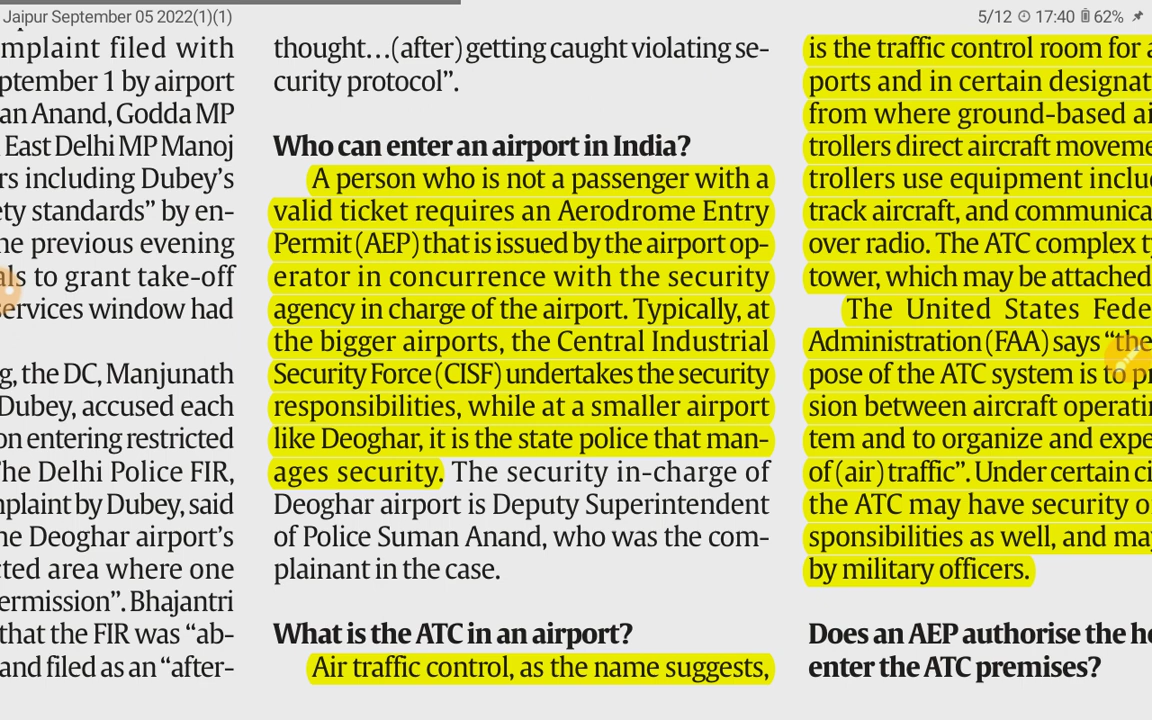 Jaipur September 05 2022(1)(1)
5/12 17:40 62%
mplaint filed with
ptember 1 by airport
an Anand, Godda MP
East Delhi MP Manoj
rs including Dubey's
ety standards” by en-
he previous evening
als to grant take-off
services window had
g, the DC, Manjunath
Dubey, accused each
on entering restricted
The Delhi Police FIR,
mplaint by Dubey, said
he Deoghar airport's
cted area where one
ermission”. Bhajantri
that the FIR was “ab-
and filed as an “after-
thought...(after) getting caught violating se-
curity protocol”.
Who can enter an airport in India?
A person who is not a passenger with a
valid ticket requires an Aerodrome Entry
Permit (AEP) that is issued by the airport op-
erator in concurrence with the security
agency in charge of the airport. Typically, at
the bigger airports, the Central Industrial
Security Force (CISF) undertakes the security
responsibilities, while at a smaller airport
like Deoghar, it is the state police that man-
ages security. The security in-charge of
Deoghar airport is Deputy Superintendent
of Police Suman Anand, who was the com-
plainant in the case.
What is the ATC in an airport?
Air traffic control, as the name suggests,
is the traffic control room for a
ports and in certain designat
from where ground-based ai
trollers direct aircraft moveme
trollers use equipment inclu
track aircraft, and communica
over radio. The ATC complex t
tower, which may be attached
The United States Fede
Administration (FAA) says “the
pose of the ATC system is to pr
sion between aircraft operatin
tem and to organize and expe
of (air) traffic”. Under certain ci
the ATC may have security o
sponsibilities as well, and may
by military officers.
Does an AEP authorise the ho
enter the ATC premises?